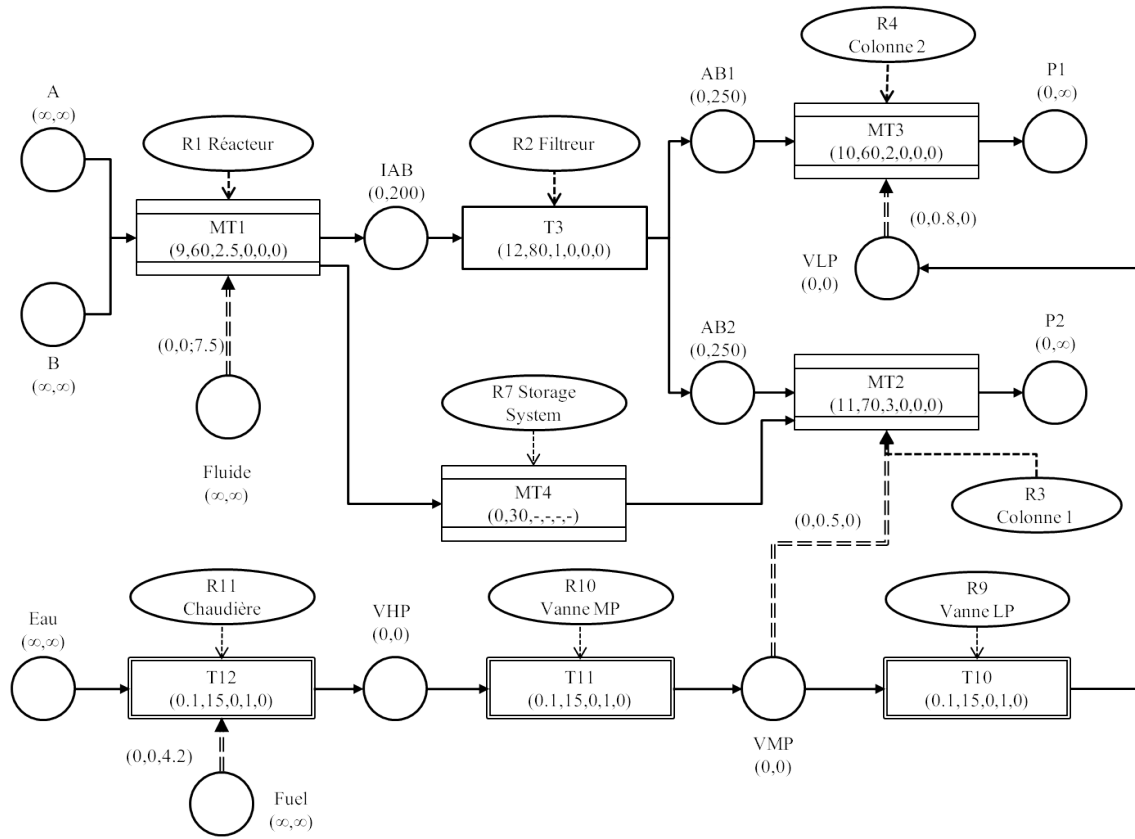 R4
Colonne 2
A
(∞,∞)
AB1
(0,250)
P1
(0,∞)
MT3
(10,60,2,0,0,0)
R1 Réacteur
R2 Filtreur
IAB
(0,200)
MT1
(9,60,2.5,0,0,0)
T3
(12,80,1,0,0,0)
(0,0.8,0)
VLP
(0,0)
B
(∞,∞)
(0,0;7.5)
AB2
(0,250)
P2
(0,∞)
MT2
(11,70,3,0,0,0)
R7 Storage
System
Fluide
(∞,∞)
MT4
(0,30,-,-,-,-)
R3
Colonne 1
(0,0.5,0)
R11
Chaudière
R10
Vanne MP
R9
Vanne LP
Eau
(∞,∞)
VHP
(0,0)
T12
(0.1,15,0,1,0)
T11
(0.1,15,0,1,0)
T10
(0.1,15,0,1,0)
VMP
(0,0)
(0,0,4.2)
Fuel
(∞,∞)